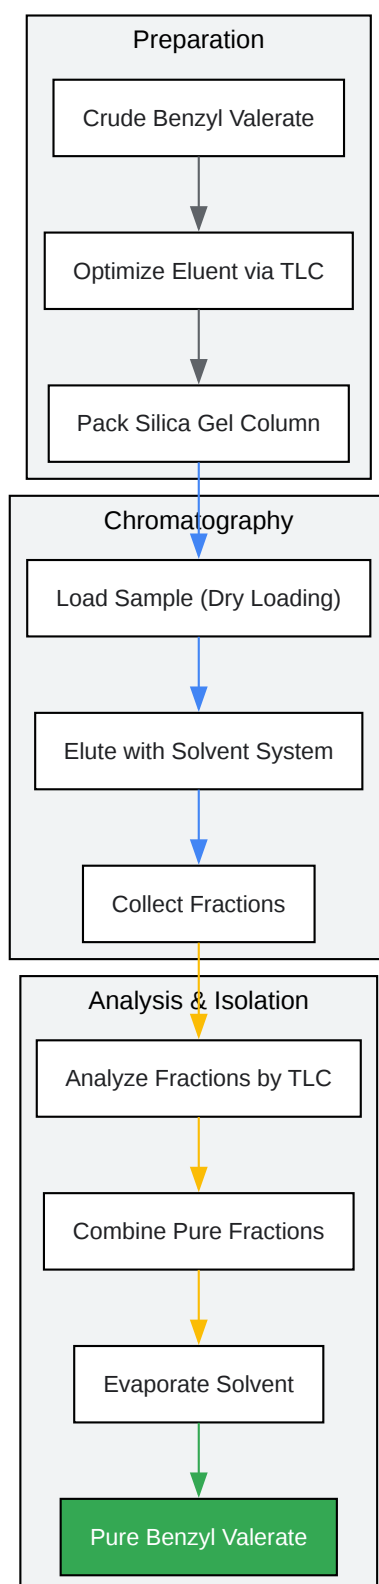 Preparation
Crude Benzyl Valerate
Optimize Eluent via TLC
Pack Silica Gel Column
Chromatography
Load Sample (Dry Loading)
Elute with Solvent System
Collect Fractions
Analysis & Isolation
Analyze Fractions by TLC
Combine Pure Fractions
Evaporate Solvent
Pure Benzyl Valerate